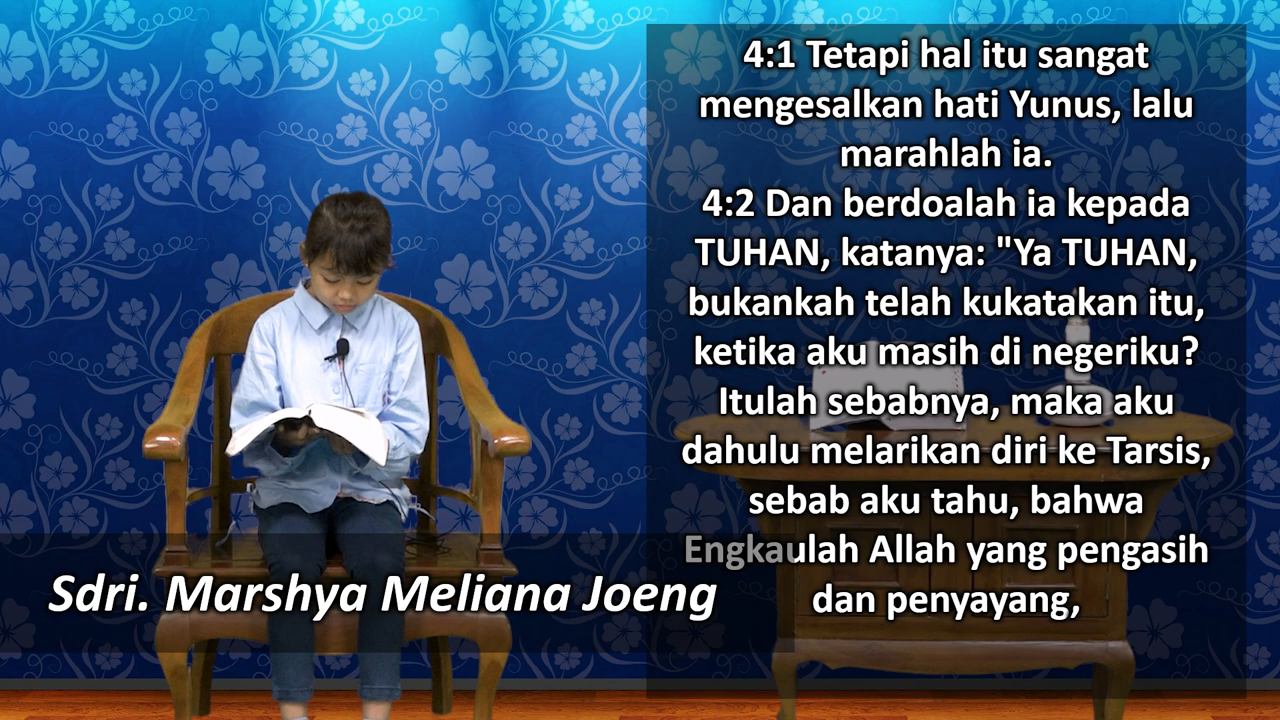 4:1 Tetapi hal itu sangat
mengesalkan hati Yunus, lalu
marahlah ia.
4:2 Dan berdoalah ia kepada
TUHAN, katanya: "Ya TUHAN,
bukankah telah kukatakan itu,
ketika aku masih di negeriku?
Itulah sebabnya, maka aku
dahulu melarikan diri ke Tarsis,
sebab aku tahu, bahwa
Engkaulah Allah yang pengasih
dan penyayang,
Sdri. Marshya Meliana Joeng